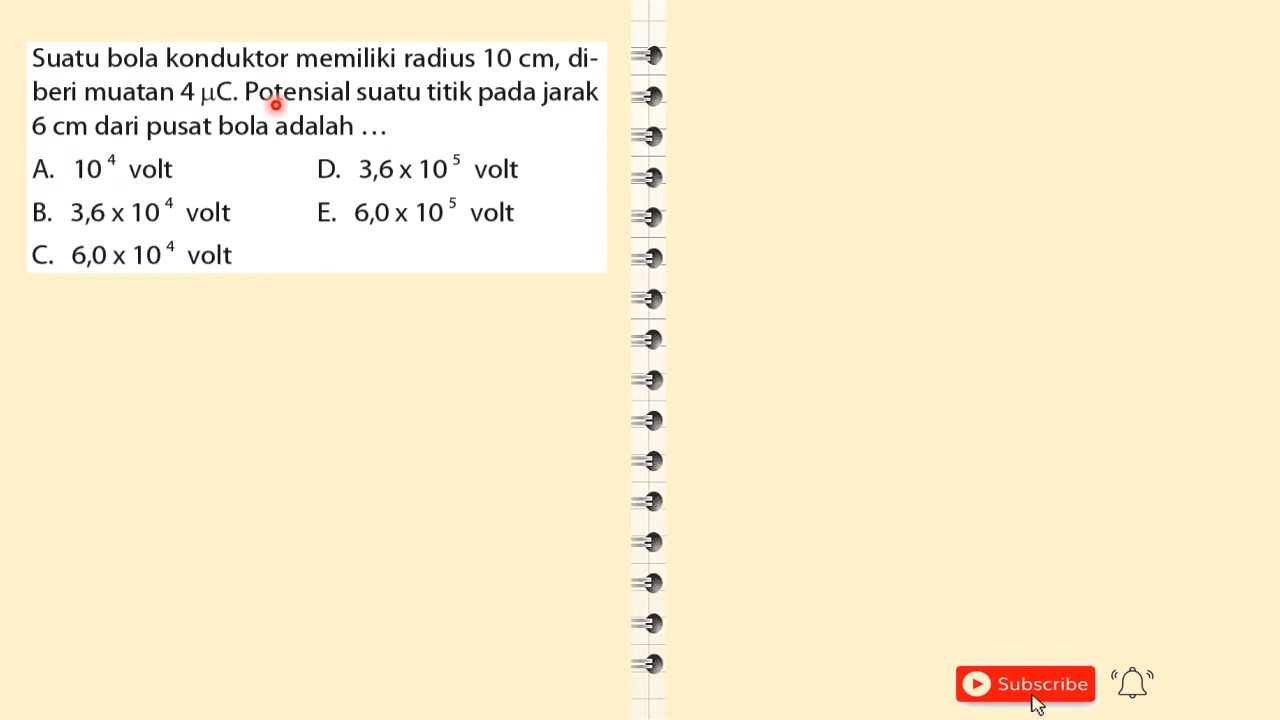 Suatu bola konduktor memiliki radius 10 cm, di-
beri muatan 4 μC. Potensial suatu titik pada jarak
6 cm dari pusat bola adalah …
A. 10⁴ volt
B. 3,6 x 10⁴ volt
C. 6,0 x 10⁴ volt
D. 3,6 x 10⁵ volt
E. 6,0 x 10⁵ volt
Subscribe